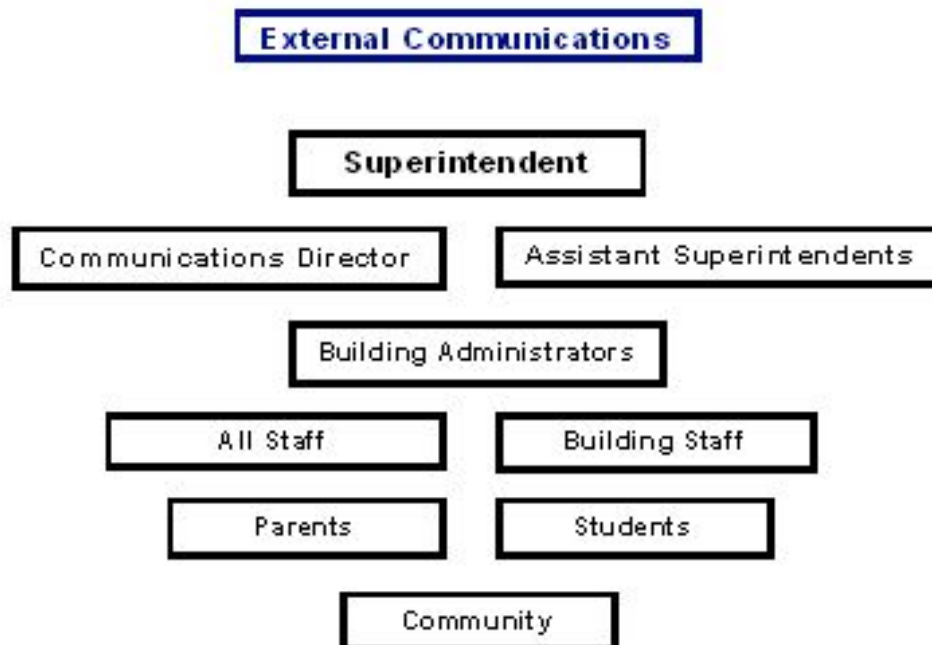 External Communications
Superintendent
Communications Director
Assistant Superintendents
Building Administrators
All Staff
Building Staff
Parents
Students
Community